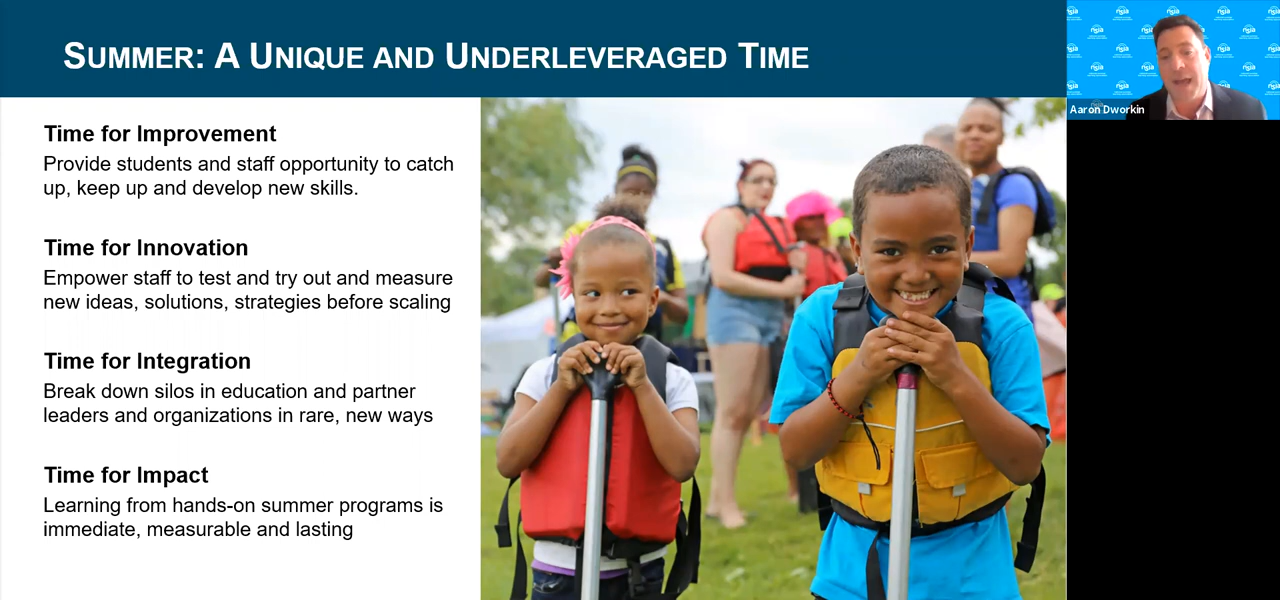 SUMMER: A UNIQUE AND UNDERLEVERAGED TIME
Time for Improvement
Provide students and staff opportunity to catch
up, keep up and develop new skills.
Time for Innovation
Empower staff to test and try out and measure
new ideas, solutions, strategies before scaling
Time for Integration
Break down silos in education and partner
leaders and organizations in rare, new ways
Time for Impact
Learning from hands-on summer programs is
immediate, measurable and lasting
nsla
Aaron Dworkin